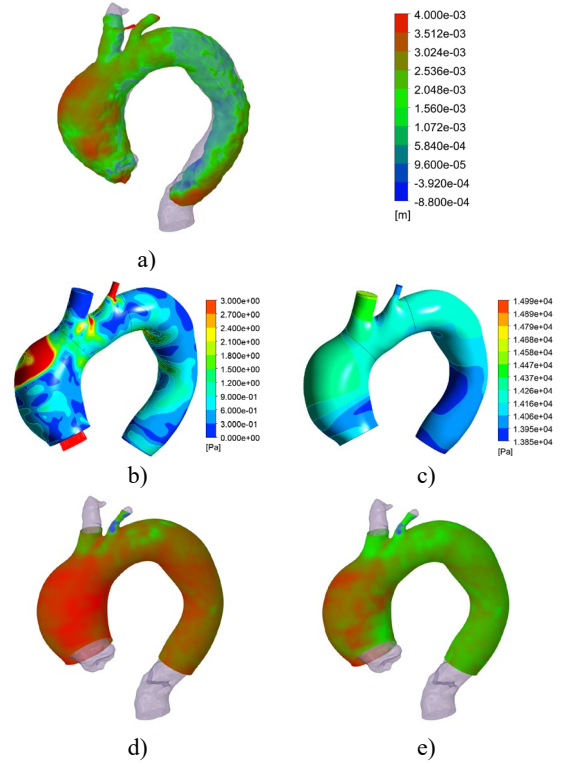 4.000e-03
3.512e-03
3.024e-03
2.536e-03
2.048e-03
1.560e-03
1.072e-03
5.840e-04
9.600e-05
-3.920e-04
-8.800e-04
[m]
a)
3.000e+00
2.700e+00
2.400e+00
2.100e+00
1.800e+00
1.500e+00
1.200e+00
9.000e-01
6.000e-01
3.000e-01
0.000e+00
[Pa]
b)
1.499e+04
1.489e+04
1.479e+04
1.468e+04
1.458e+04
1.447e+04
1.437e+04
1.426e+04
1.416e+04
1.406e+04
1.395e+04
1.385e+04
[Pa]
c)
d)
e)